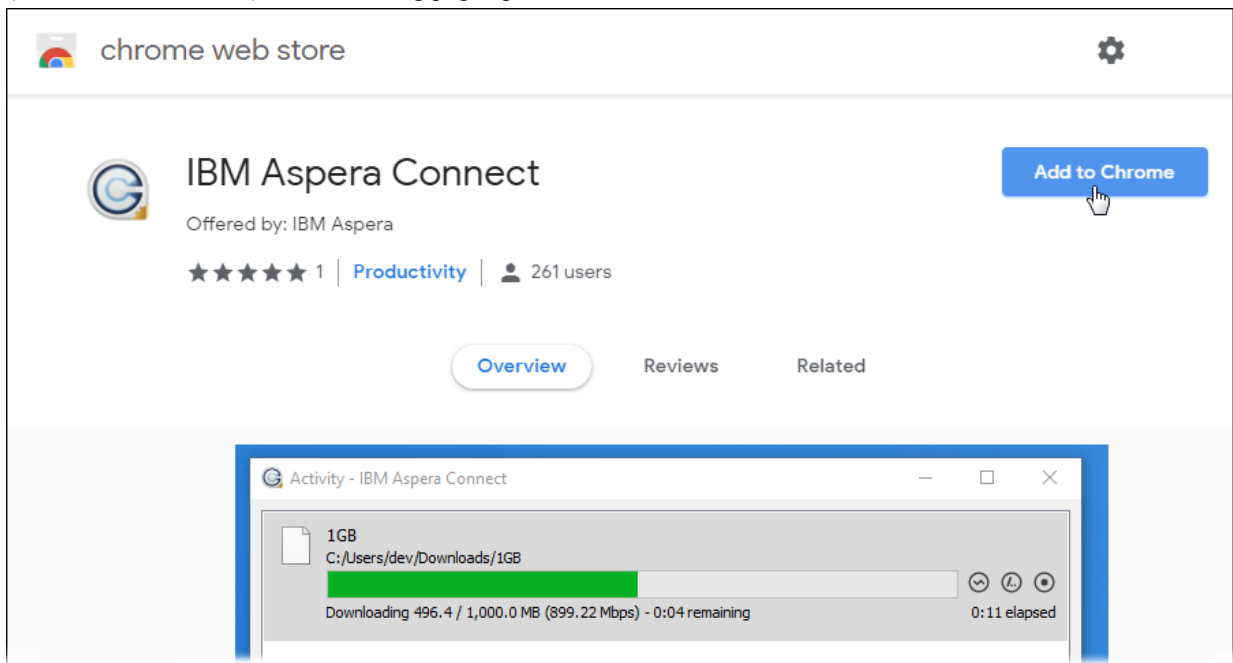 chrome web store
IBM Aspera Connect
Add to Chrome
Offered by: IBM Aspera
1 | Productivity | 261 users
Overview Reviews Related
Activity - IBM Aspera Connect
1GB
C:/Users/dev/Downloads/1GB
Downloading 496.4 / 1,000.0 MB (899.22 Mbps) - 0:04 remaining 0:11 elapsed